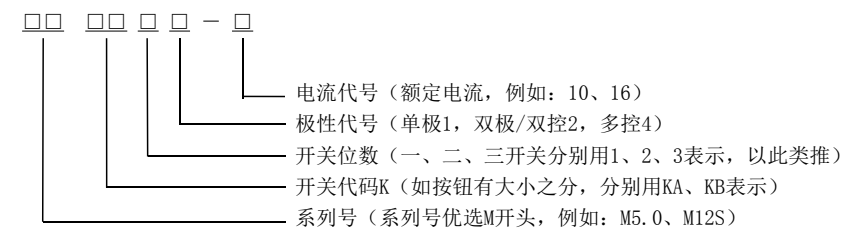 □□ □□ □ □ － □
电流代号（额定电流，例如：10、16）
极性代号（单极1，双极/双控2，多控4）
开关位数（一、二、三开关分别用1、2、3表示，以此类推）
开关代码K（如按钮有大小之分，分别用KA、KB表示）
系列号（系列号优选M开头，例如：M5.0、M12S）